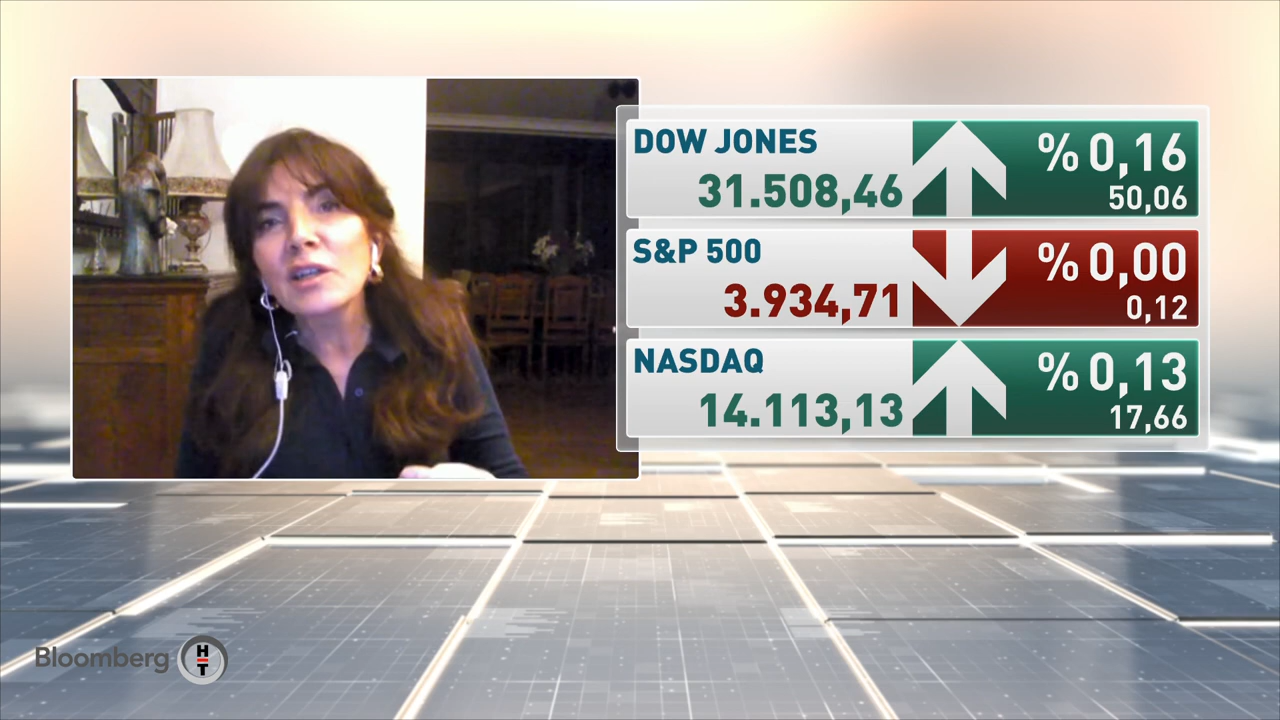 DOW JONES
31.508,46
% 0,16
50,06
S&P 500
3.934,71
% 0,00
0,12
NASDAQ
14.113,13
% 0,13
17,66
Bloomberg HT